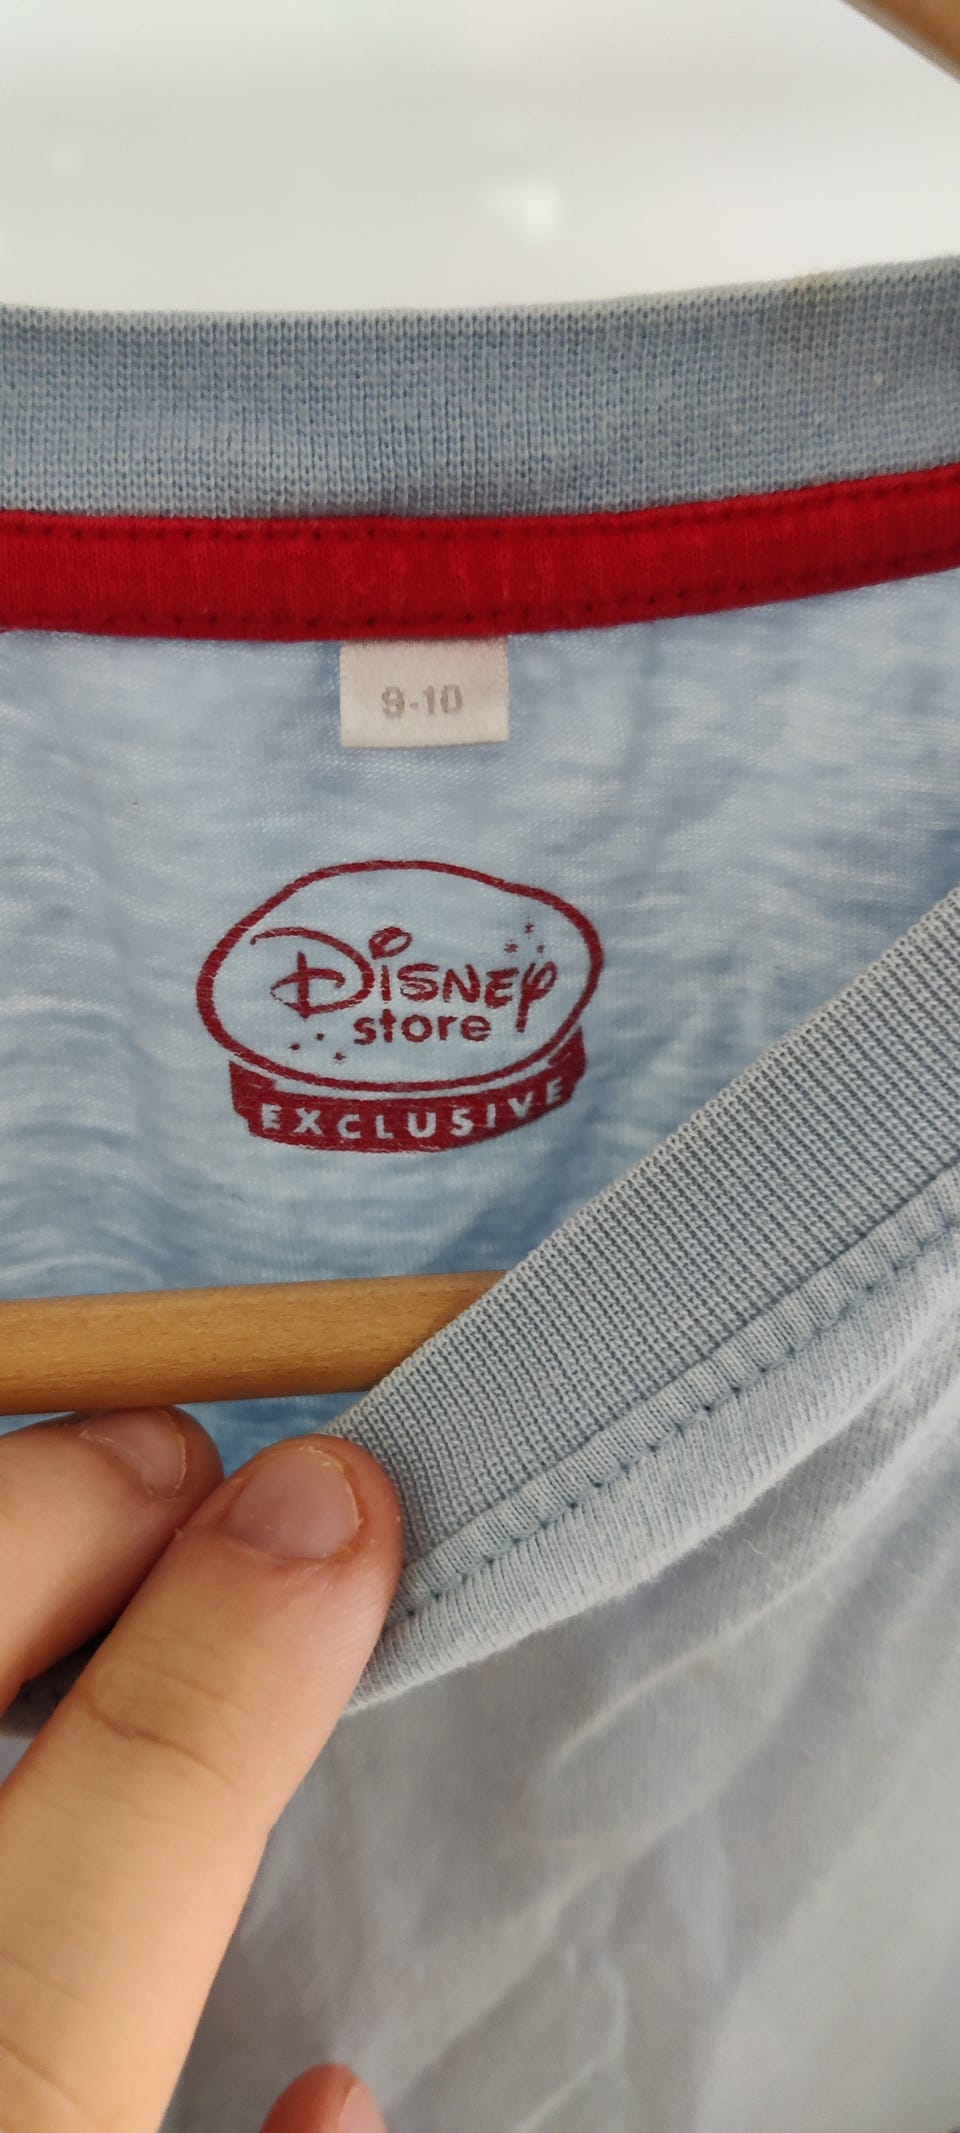 9-10
Disney
store
EXCLUSIVE